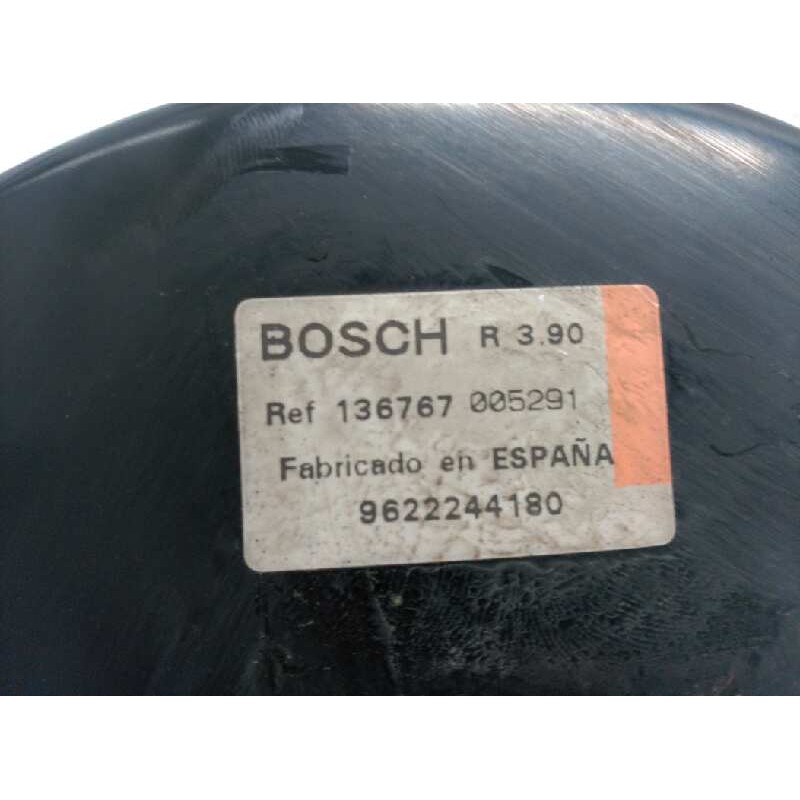 BOSCH R 3.90
Ref 136767 005291
Fabricado en ESPAÑA
9622244180